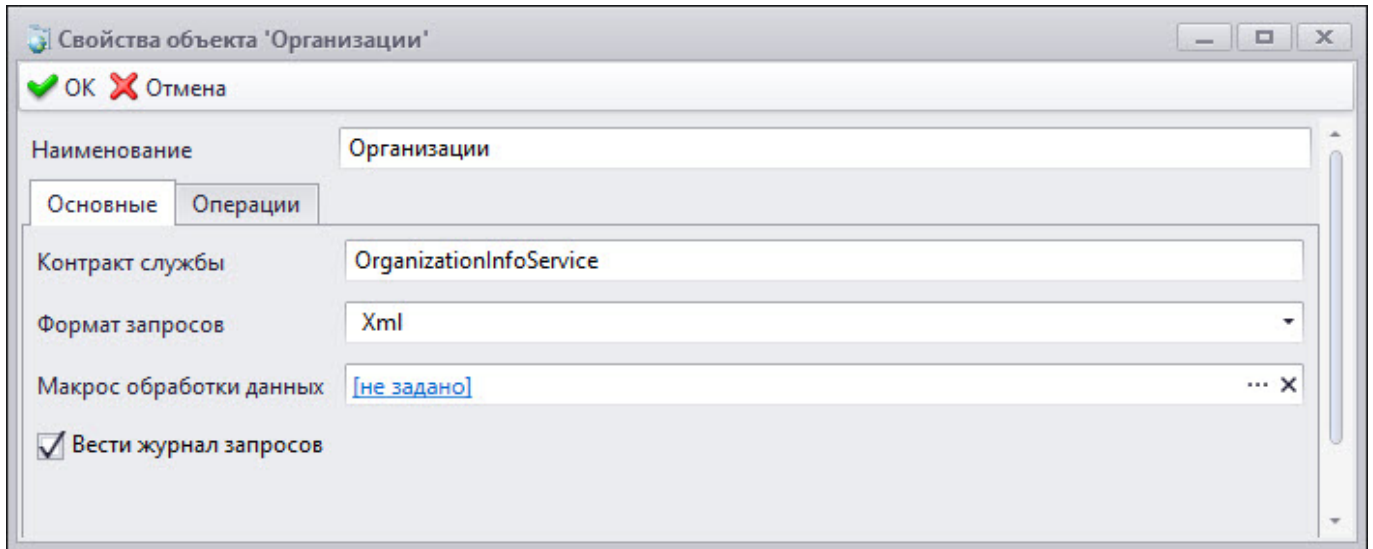 Свойства объекта 'Организации'
ОК Отмена
Наименование Организации
Основные Операции
Контракт службы OrganizationInfoService
Формат запросов Xml
Макрос обработки данных [не задано] ...
Вести журнал запросов